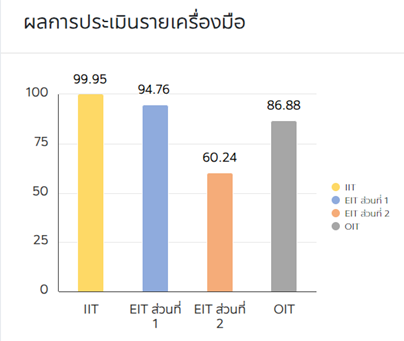 ผลการประเมินรายเครื่องมือ
99.95
94.76
60.24
86.88
100
75
50
25
0
IIT
EIT ส่วนที่
1
EIT ส่วนที่
2
OIT
IIT
EIT ส่วนที่ 1
EIT ส่วนที่ 2
OIT